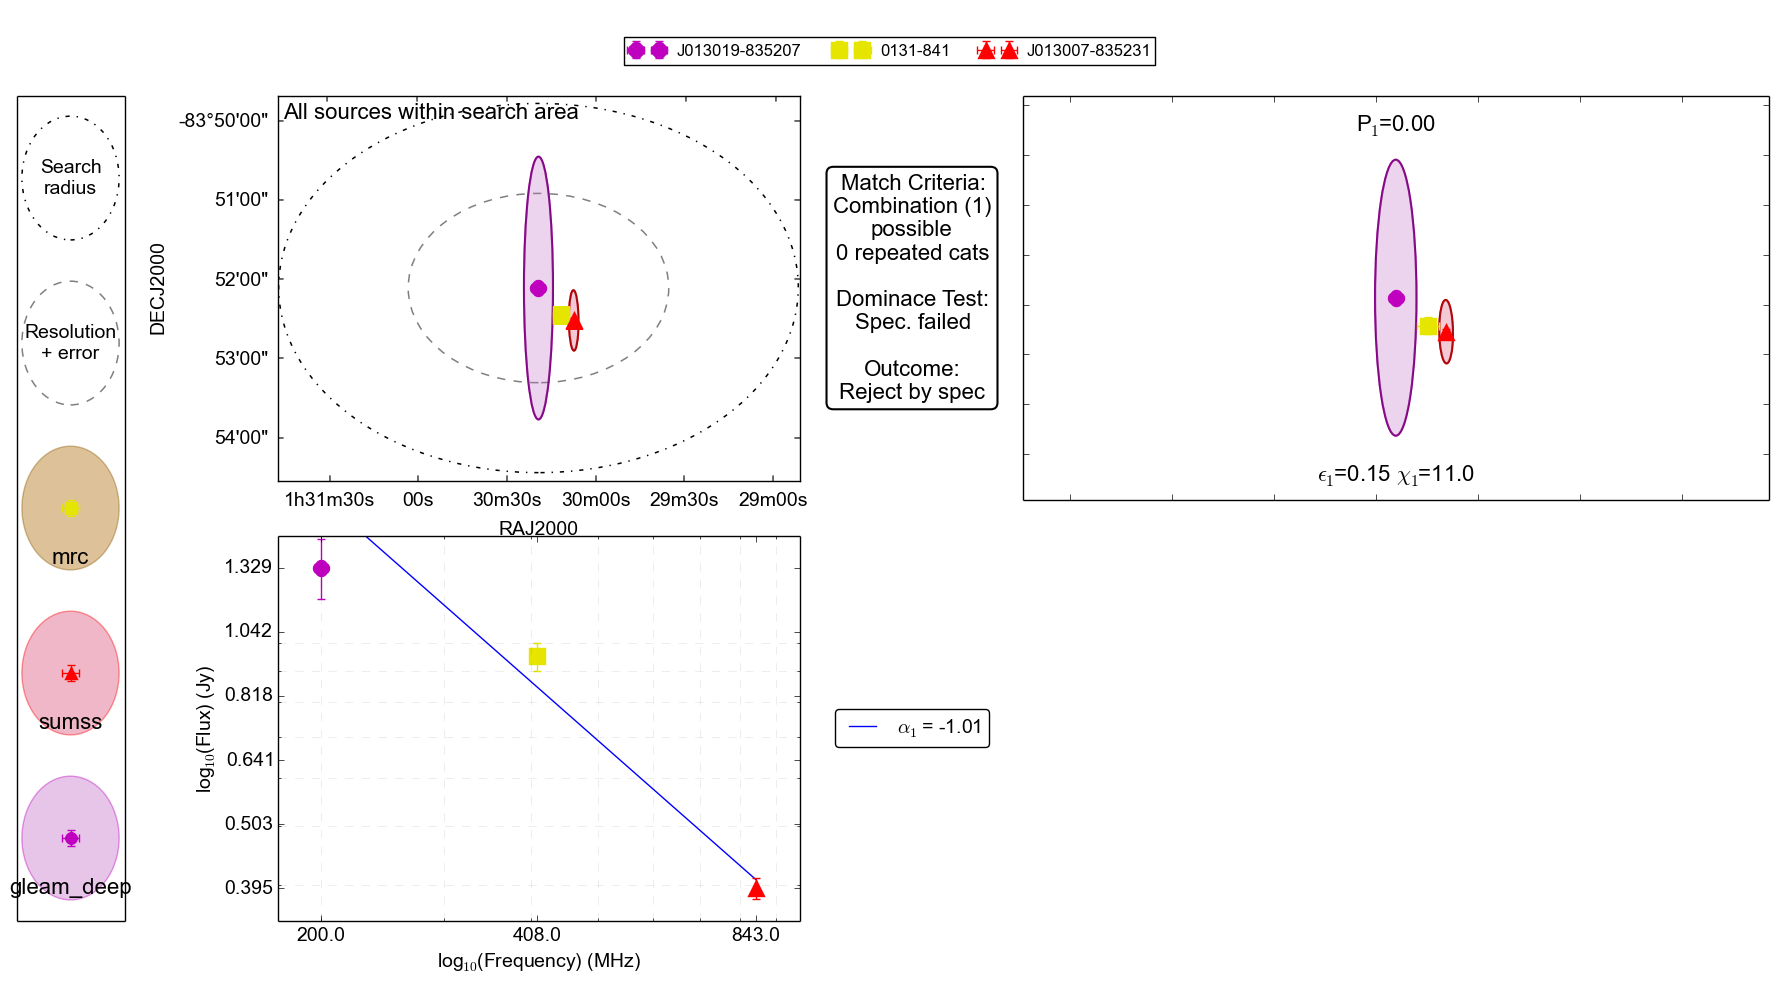 J013019-835207
0131-841
J013007-835231
Search
radius
Resolution
+ error
mrc
sumss
gleam_deep
All sources within search area
DECJ2000
-83°50'00"
51'00"
52'00"
53'00"
54'00"
1h31m30s
00s
30m30s
30m00s
29m30s
29m00s
RAJ2000
Match Criteria:
Combination (1)
possible
0 repeated cats
Dominace Test:
Spec. failed
Outcome:
Reject by spec
P₁=0.00
ϵ₁=0.15 χ₁=11.0
log₁₀(Flux) (Jy)
1.329
1.042
0.818
0.641
0.503
0.395
200.0
408.0
843.0
log₁₀(Frequency) (MHz)
α₁ = -1.01